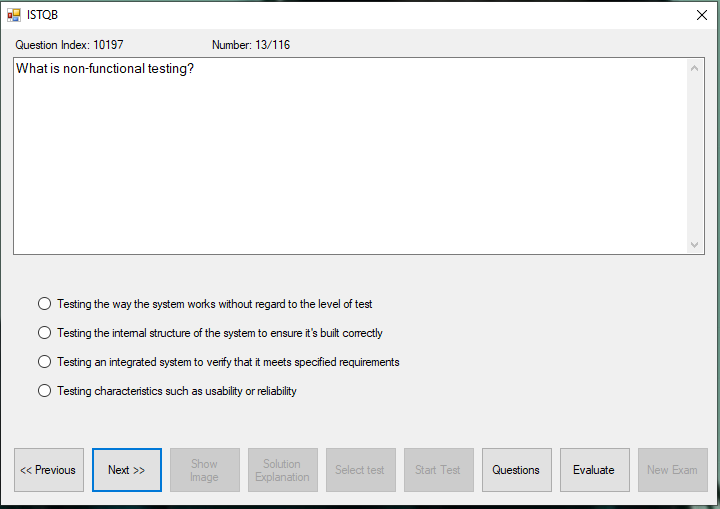 ISTQB
Question Index: 10197 Number: 13/116
What is non-functional testing?
Testing the way the system works without regard to the level of test
Testing the internal structure of the system to ensure it's built correctly
Testing an integrated system to verify that it meets specified requirements
Testing characteristics such as usability or reliability
<< Previous Next >> Show Image Solution Explanation Select test Start Test Questions Evaluate New Exam